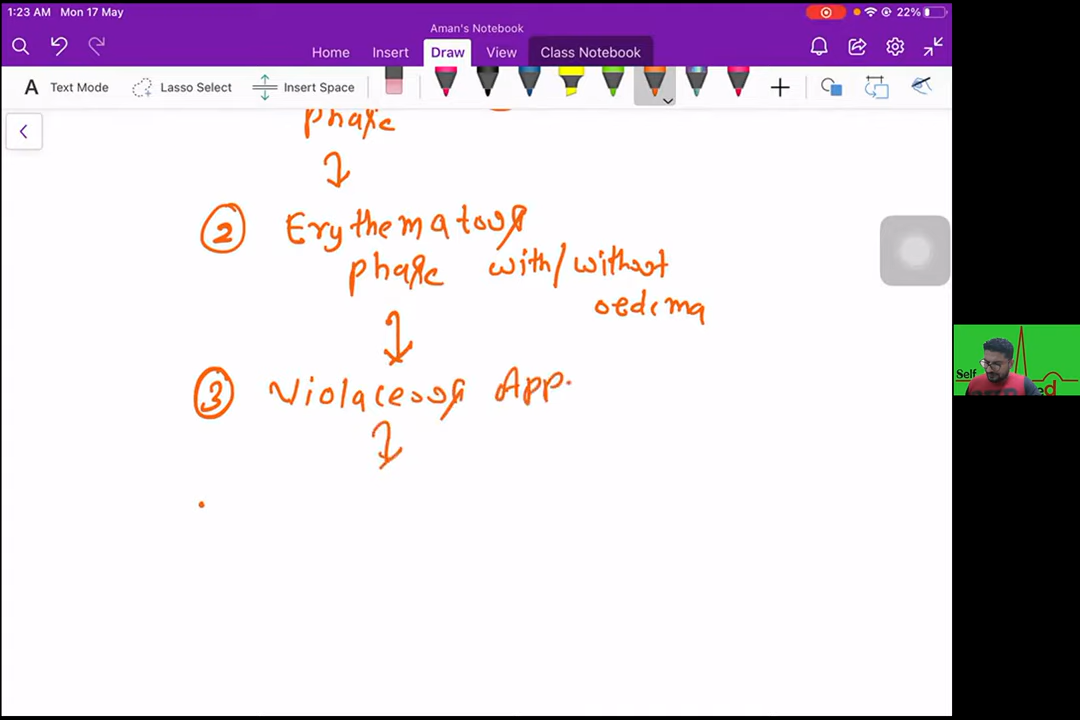 1:23 AM Mon 17 May
22%
Aman's Notebook
Home Insert Draw View Class Notebook
A Text Mode Lasso Select Insert Space
phase
2 Erythematous
phase with/without
oedema
3 Violaceous App.
Self
ed